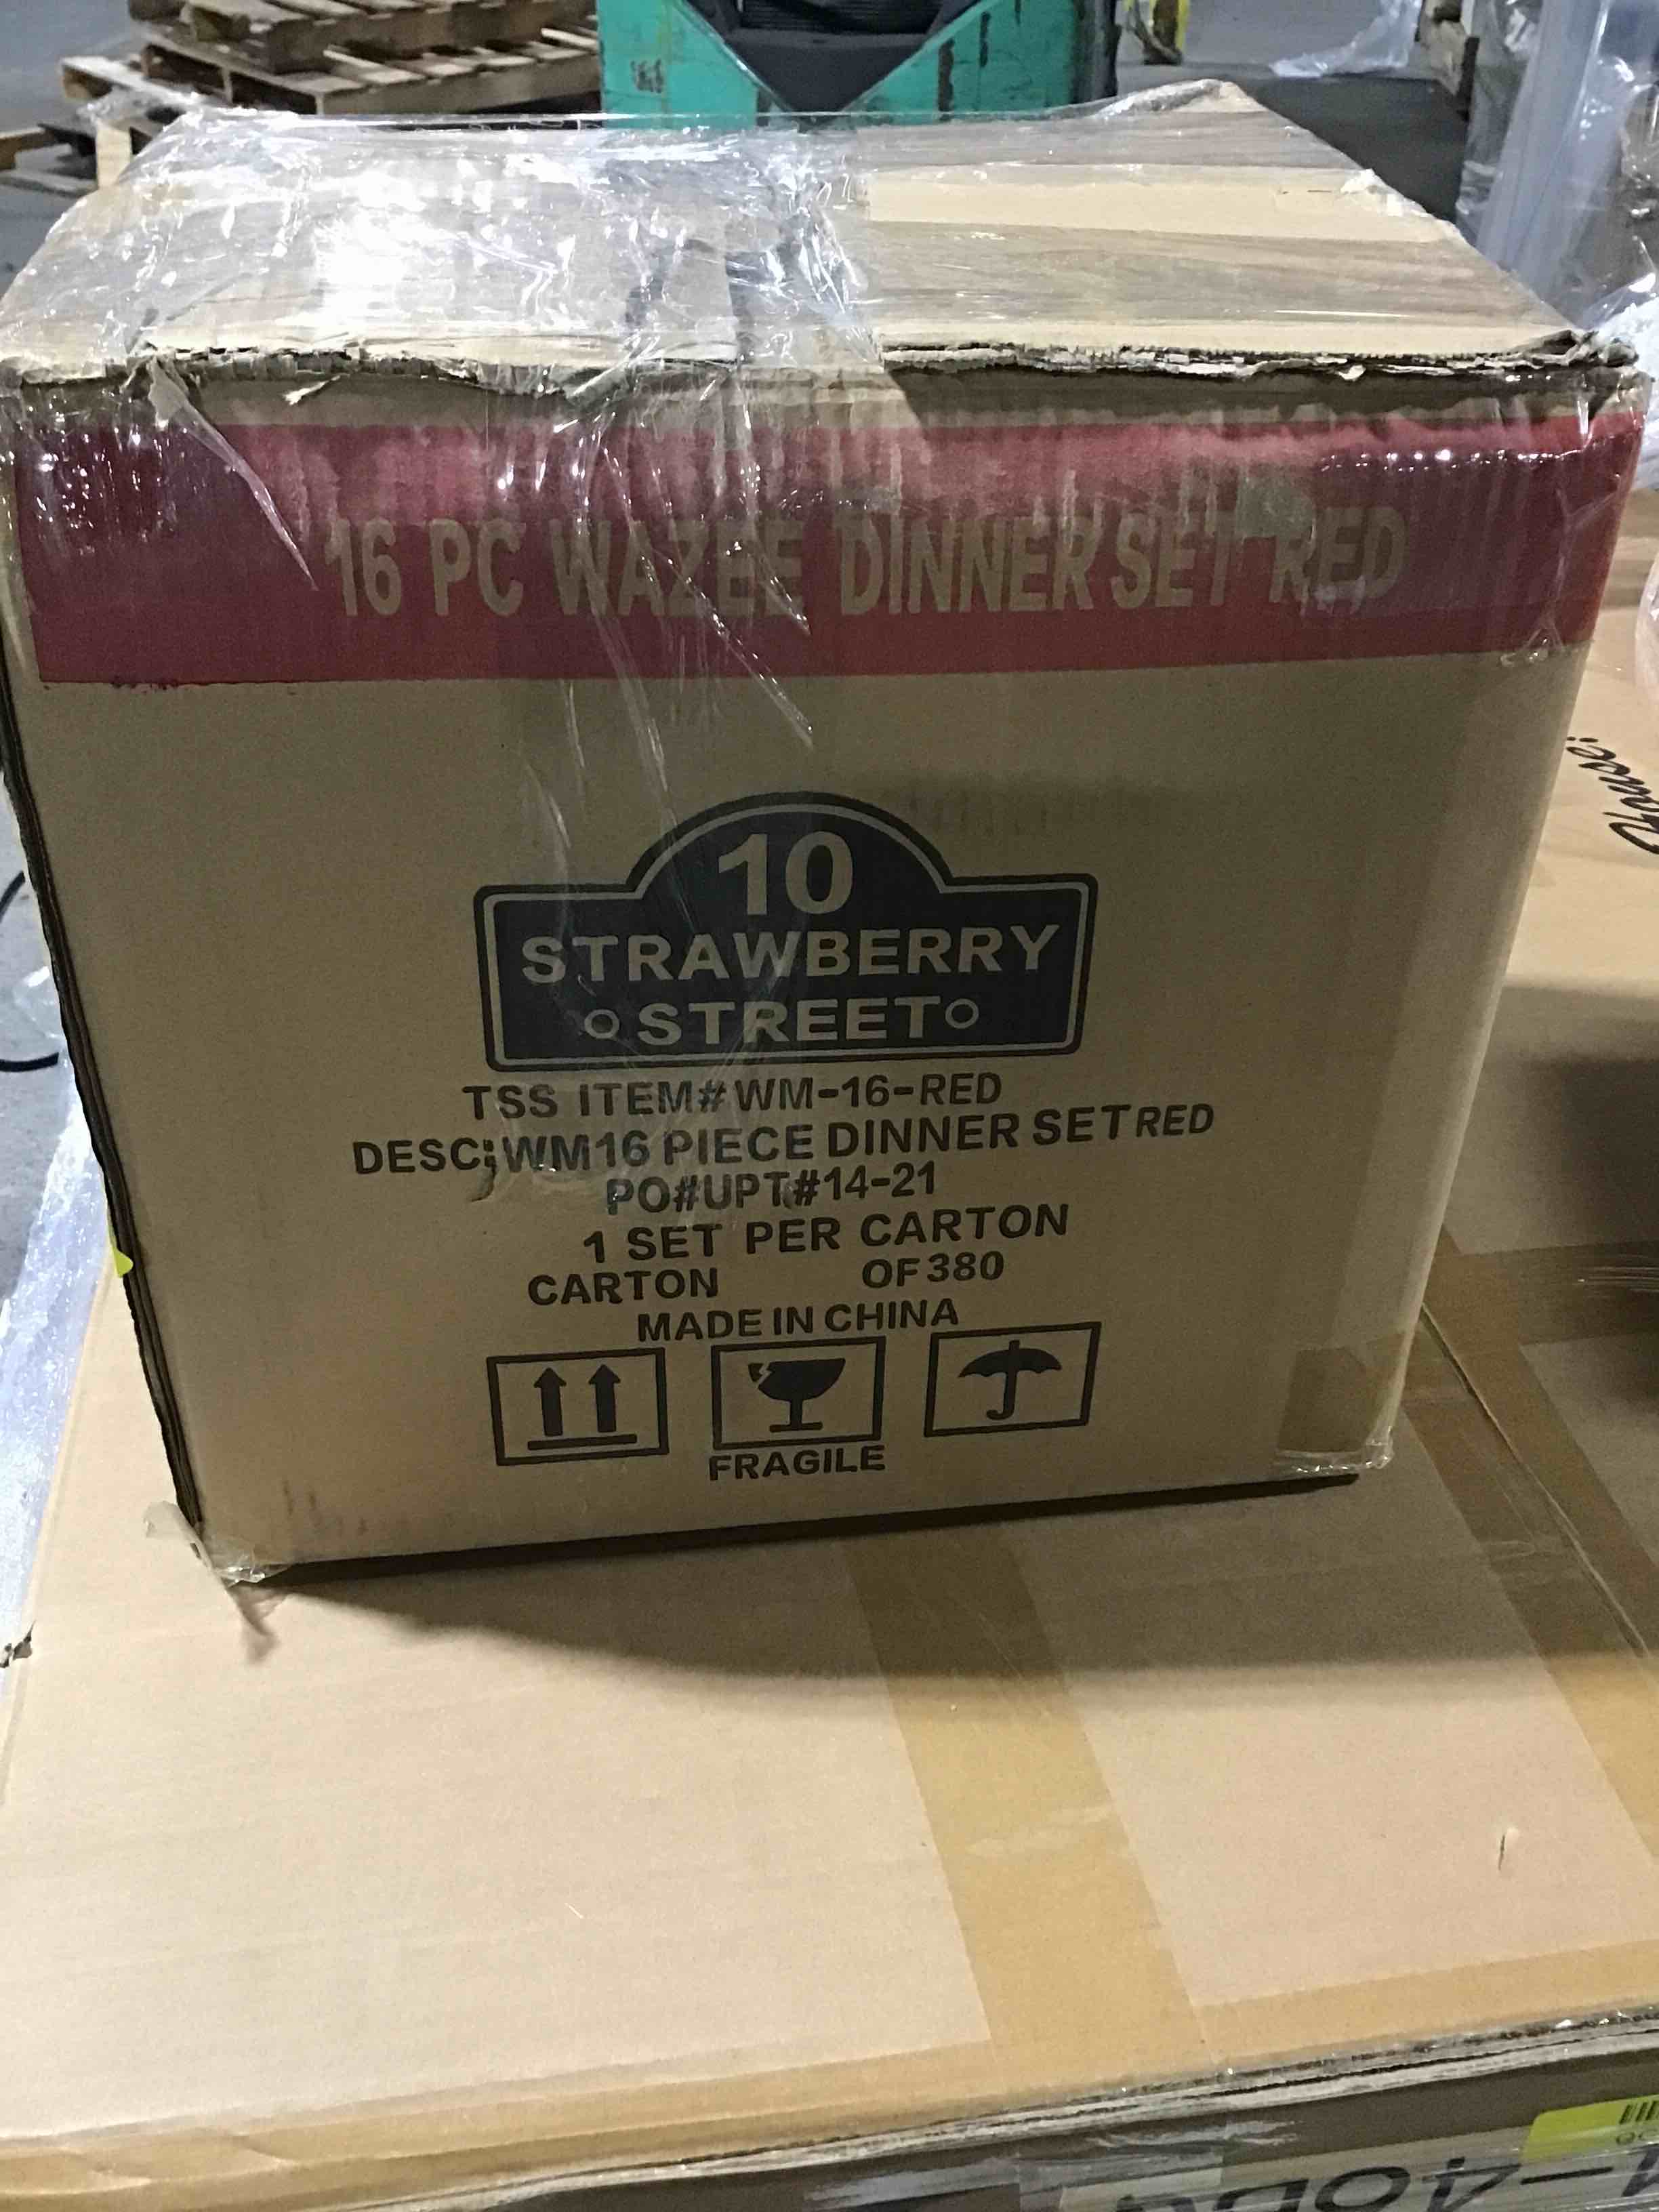 16 PC WAZEE DINNER SET RED
10
STRAWBERRY
STREET
TSS ITEM# WM-16-RED
DESC;WM16 PIECE DINNER SET RED
PO#UPT#14-21
1 SET PER CARTON
CARTON OF 380
MADE IN CHINA
FRAGILE